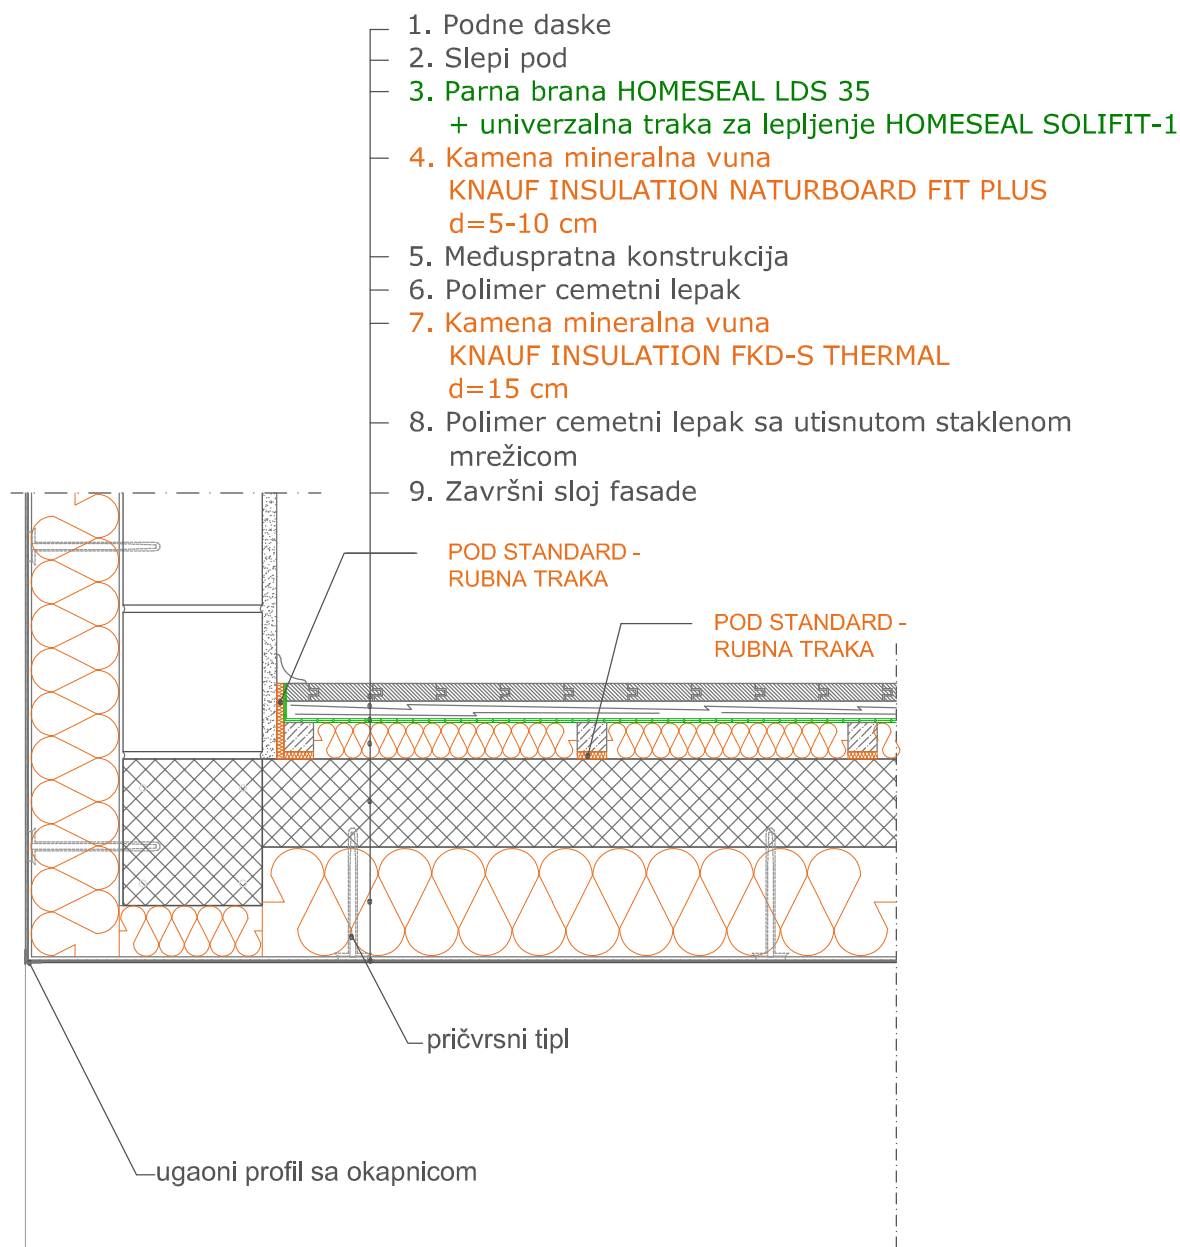 1. Podne daske
2. Slepi pod
3. Parna brana HOMESEAL LDS 35
+ univerzalna traka za lepljenje HOMESEAL SOLIFIT-1
4. Kamena mineralna vuna
KNAUF INSULATION NATURBOARD FIT PLUS
d=5-10 cm
5. Međuspratna konstrukcija
6. Polimer cemetni lepak
7. Kamena mineralna vuna
KNAUF INSULATION FKD-S THERMAL
d=15 cm
8. Polimer cemetni lepak sa utisnutom staklenom
mrežicom
9. Završni sloj fasade
POD STANDARD -
RUBNA TRAKA
POD STANDARD -
RUBNA TRAKA
pričvrsni tipl
ugaoni profil sa okapnicom